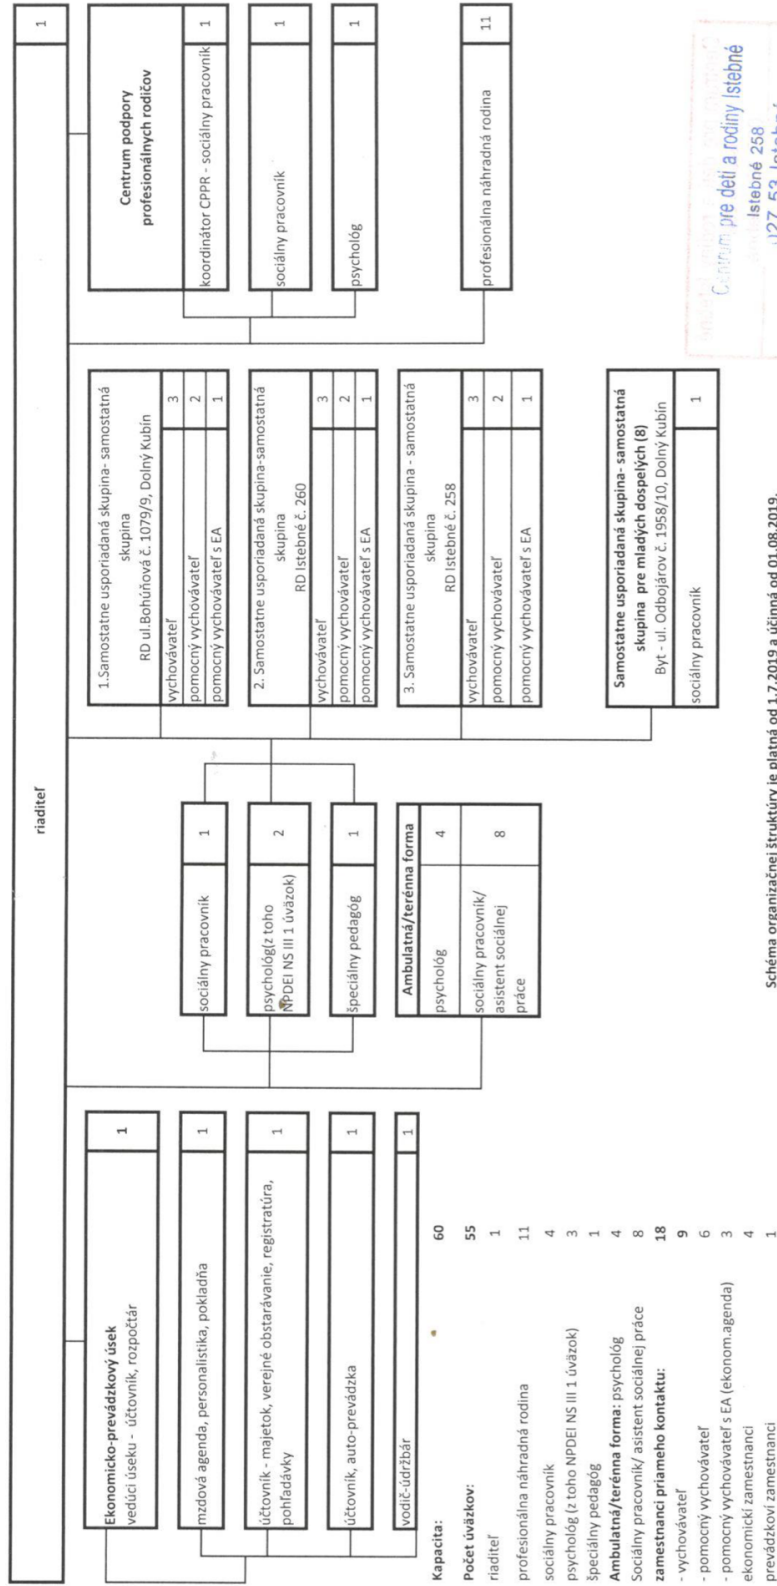 riaditeľ
1
Ekonomicko-prevádzkový úsek
vedúci úseku - účtovník, rozpočtár
1
mzdová agenda, personalistika, pokladňa
1
účtovník - majetok, verejné obstarávanie, registratúra,
pohľadávky
1
účtovník, auto-prevádzka
1
vodič-údržbár
1
sociálny pracovník
1
psychológ(z toho
NPDEI NS III 1 úväzok)
2
špeciálny pedagóg
1
Ambulatná/terénna forma
psychológ
4
sociálny pracovník/
asistent sociálnej
práce
8
1.Samostatne usporiadaná skupina- samostatná
skupina
RD ul.Bohúňová č. 1079/9, Dolný Kubín
vychovávateľ
3
pomocný vychovávateľ
2
pomocný vychovávateľ s EA
1
2. Samostatne usporiadaná skupina-samostatná
skupina
RD Istebné č. 260
vychovávateľ
3
pomocný vychovávateľ
2
pomocný vychovávateľ s EA
1
3. Samostatne usporiadaná skupina - samostatná
skupina
RD Istebné č. 258
vychovávateľ
3
pomocný vychovávateľ
2
pomocný vychovávateľ s EA
1
Samostatne usporiadaná skupina- samostatná
skupina pre mladých dospelých (8)
Byt - ul. Odbojárov č. 1958/10, Dolný Kubín
sociálny pracovník
1
Centrum podpory
profesionálnych rodičov
koordinátor CPPR - sociálny pracovník
1
sociálny pracovník
1
psychológ
1
profesionálna náhradná rodina
11
Kapacita: 60
Počet úväzkov: 55
riaditeľ 1
profesionálna náhradná rodina 11
sociálny pracovník 4
psychológ (z toho NPDEI NS III 1 úväzok) 3
špeciálny pedagóg 1
Ambulatná/terénna forma: psychológ 4
Sociálny pracovník/ asistent sociálnej práce 8
zamestnanci priameho kontaktu: 18
- vychovávateľ 9
- pomocný vychovávateľ 6
- pomocný vychovávateľ s EA (ekonom.agenda) 3
ekonomickí zamestnanci 4
prevádzkoví zamestnanci 1
Schéma organizačnej štruktúry je platná od 1.7.2019 a účinná od 01.08.2019.
Centrum pre deti a rodiny Istebné
Istebné 258
027 53